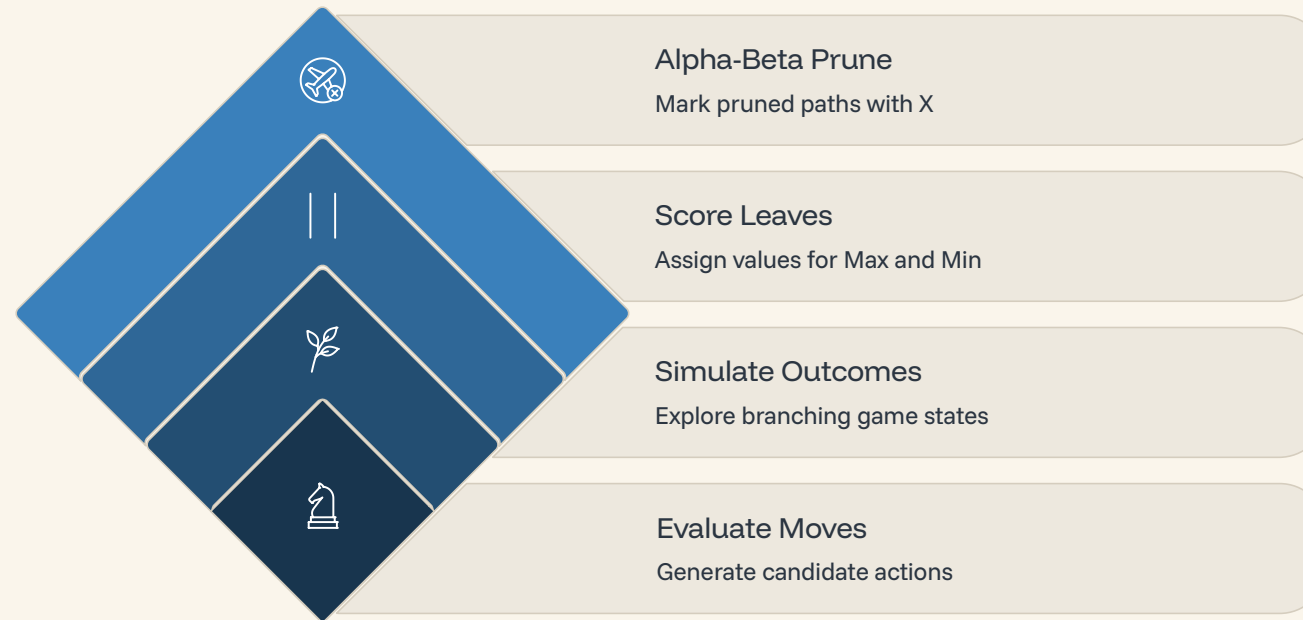 Alpha-Beta Prune
Mark pruned paths with X
Score Leaves
Assign values for Max and Min
Simulate Outcomes
Explore branching game states
Evaluate Moves
Generate candidate actions